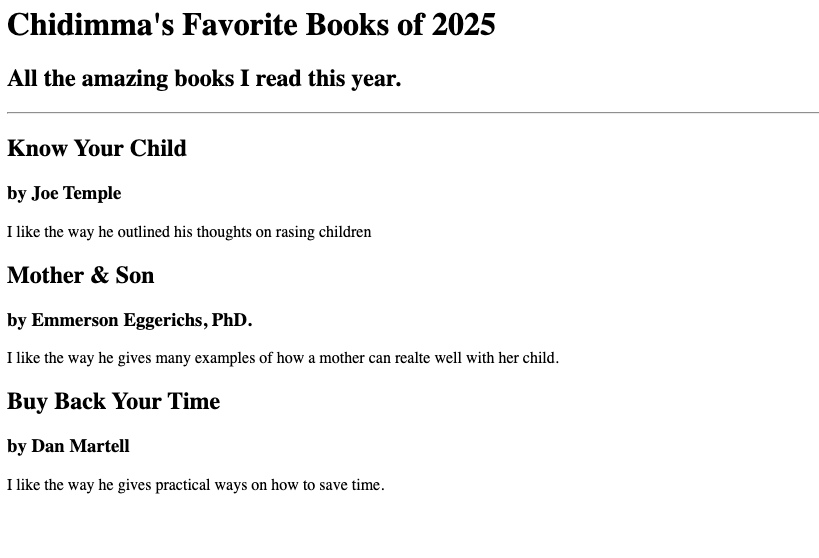 Chidimma's Favorite Books of 2025
All the amazing books I read this year.
Know Your Child
by Joe Temple
I like the way he outlined his thoughts on rasing children
Mother & Son
by Emmerson Eggerichs, PhD.
I like the way he gives many examples of how a mother can realte well with her child.
Buy Back Your Time
by Dan Martell
I like the way he gives practical ways on how to save time.